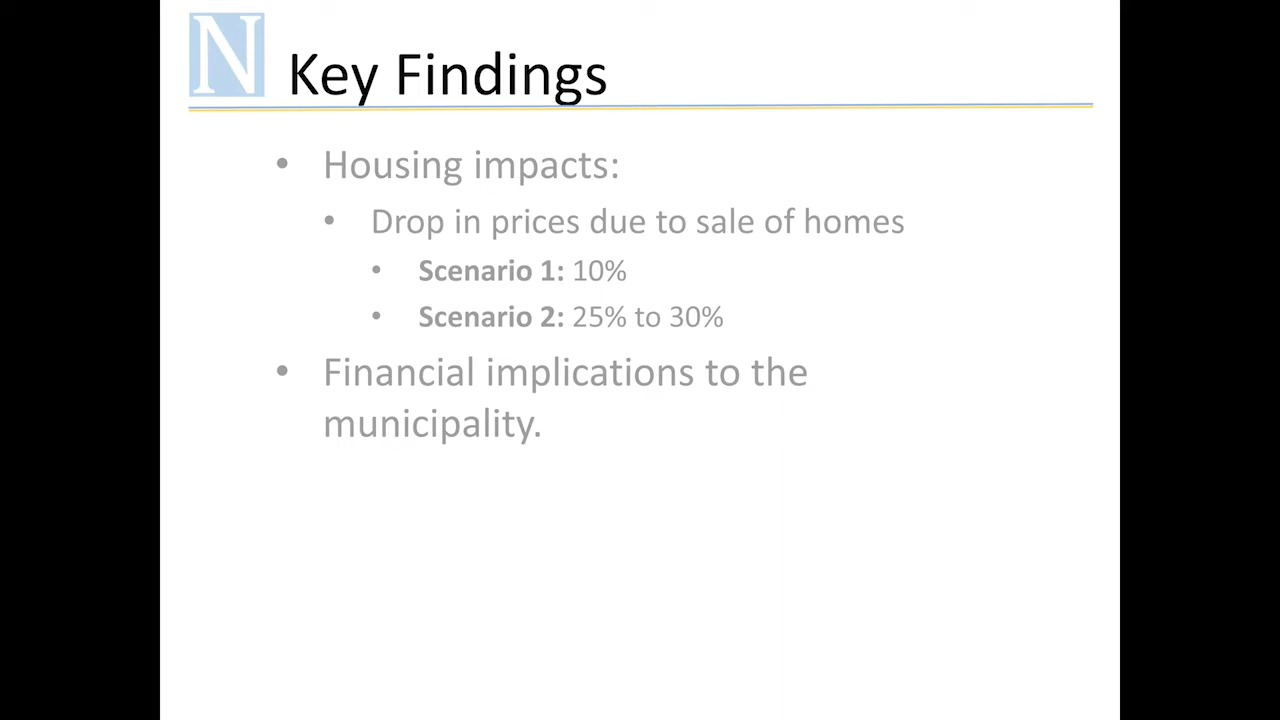 N
Key Findings
• Housing impacts:
• Drop in prices due to sale of homes
• Scenario 1: 10%
• Scenario 2: 25% to 30%
• Financial implications to the
municipality.